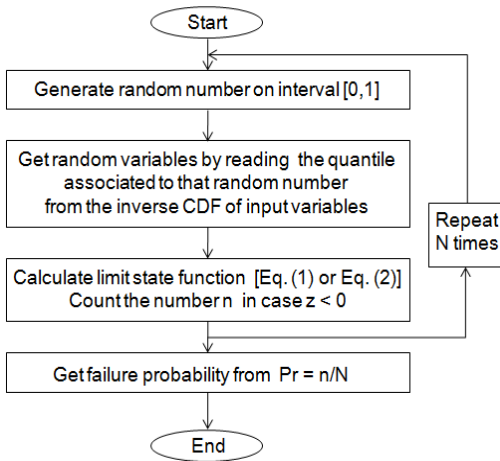 Start
Generate random number on interval [0,1]
Get random variables by reading the quantile
associated to that random number
from the inverse CDF of input variables
Repeat
N times
Calculate limit state function [Eq. (1) or Eq. (2)]
Count the number n in case z < 0
Get failure probability from Pr = n/N
End